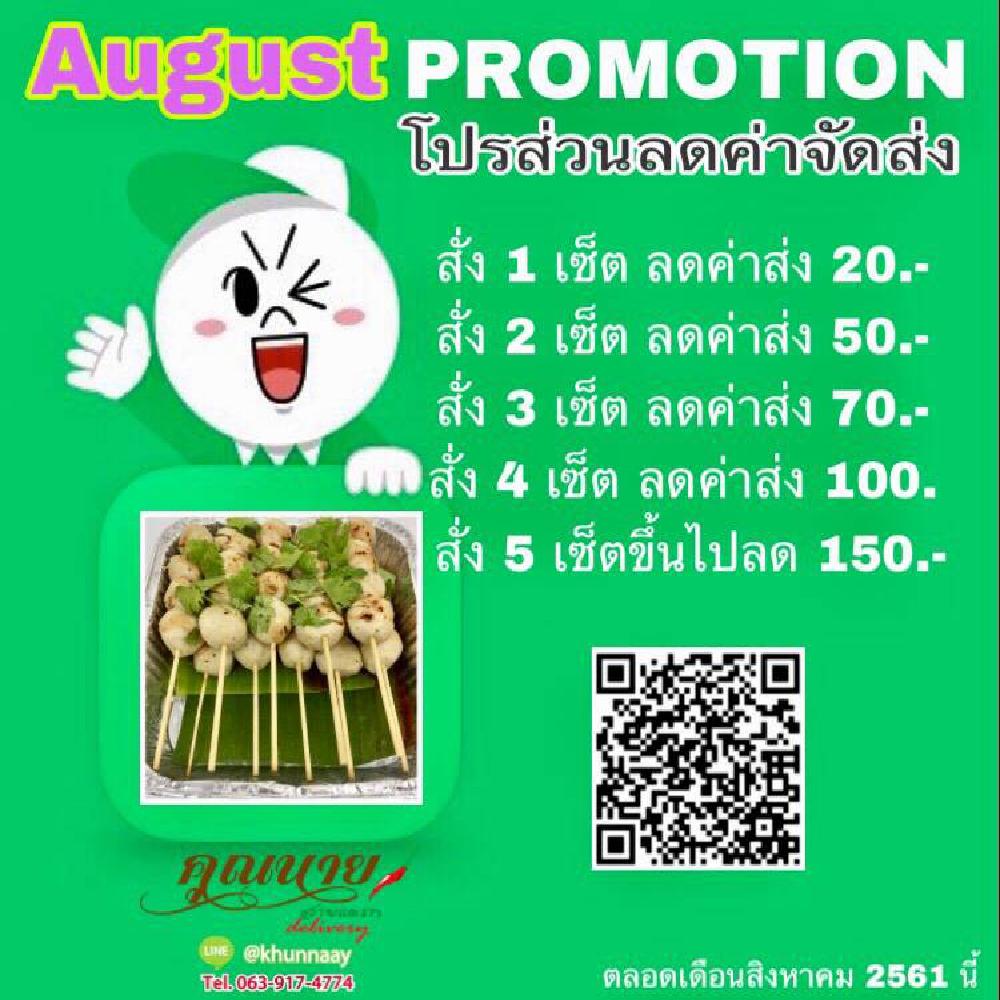 August PROMOTION
โปรส่วนลดค่าจัดส่ง
สั่ง 1 เซ็ต ลดค่าส่ง 20.-
สั่ง 2 เซ็ต ลดค่าส่ง 50.-
สั่ง 3 เซ็ต ลดค่าส่ง 70.-
สั่ง 4 เซ็ต ลดค่าส่ง 100.
สั่ง 5 เซ็ตขึ้นไปลด 150.-
คุณนาย
delivery
LINE @khunnaay
Tel. 063-917-4774
ตลอดเดือนสิงหาคม 2561 นี้